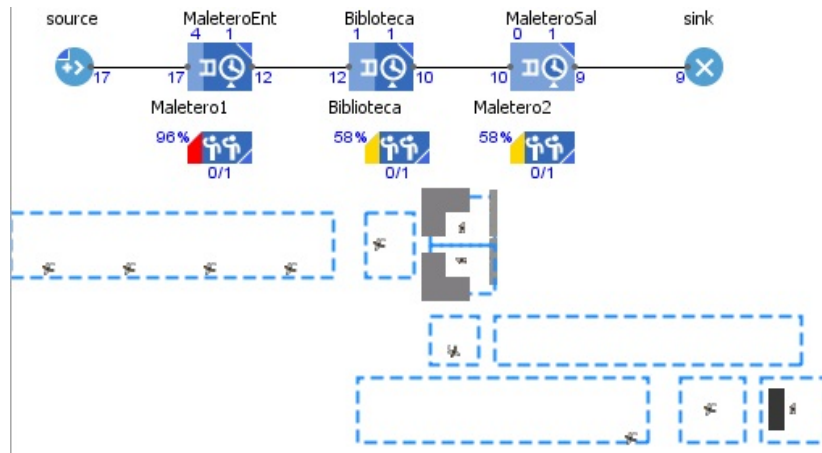 source MaleteroEnt Bibloteca MaleteroSal sink
4 1 1 1 0 1
17 17 12 12 10 10 9 9
Maletero1 Biblioteca Maletero2
96% 58% 58%
0/1 0/1 0/1